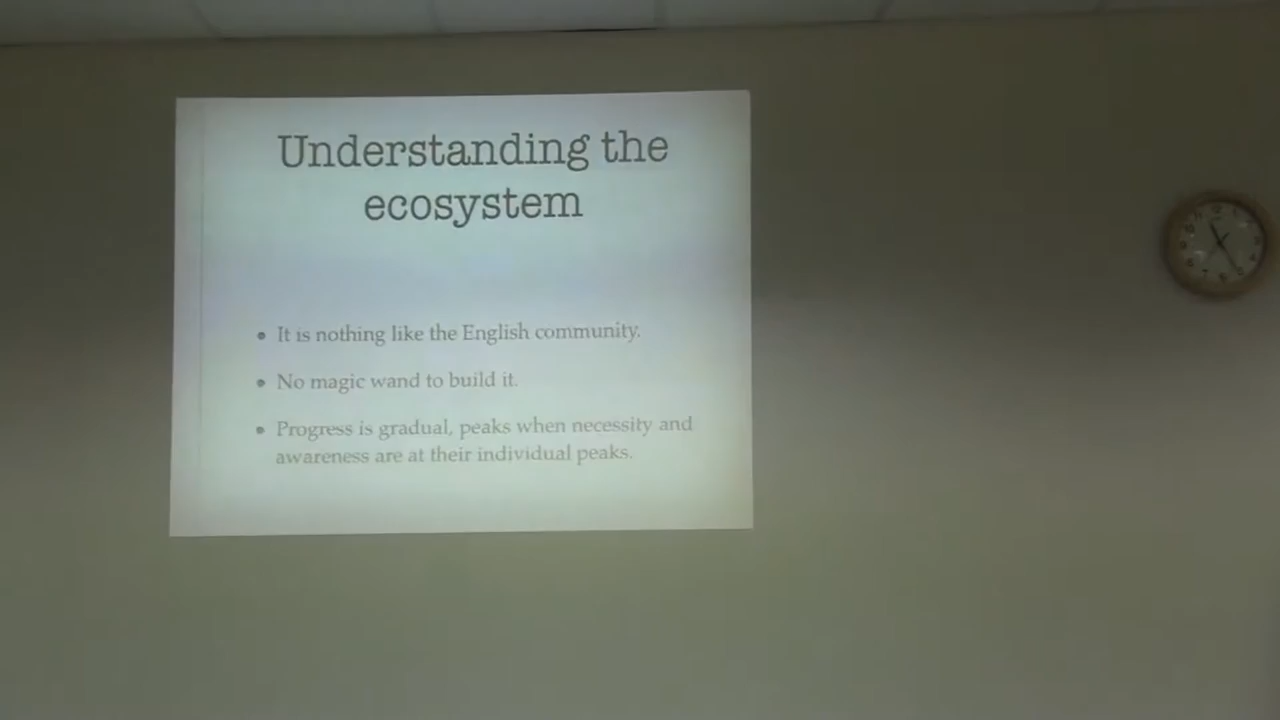 Understanding the
ecosystem
• It is nothing like the English community.
• No magic wand to build it.
• Progress is gradual, peaks when necessity and
awareness are at their individual peaks.